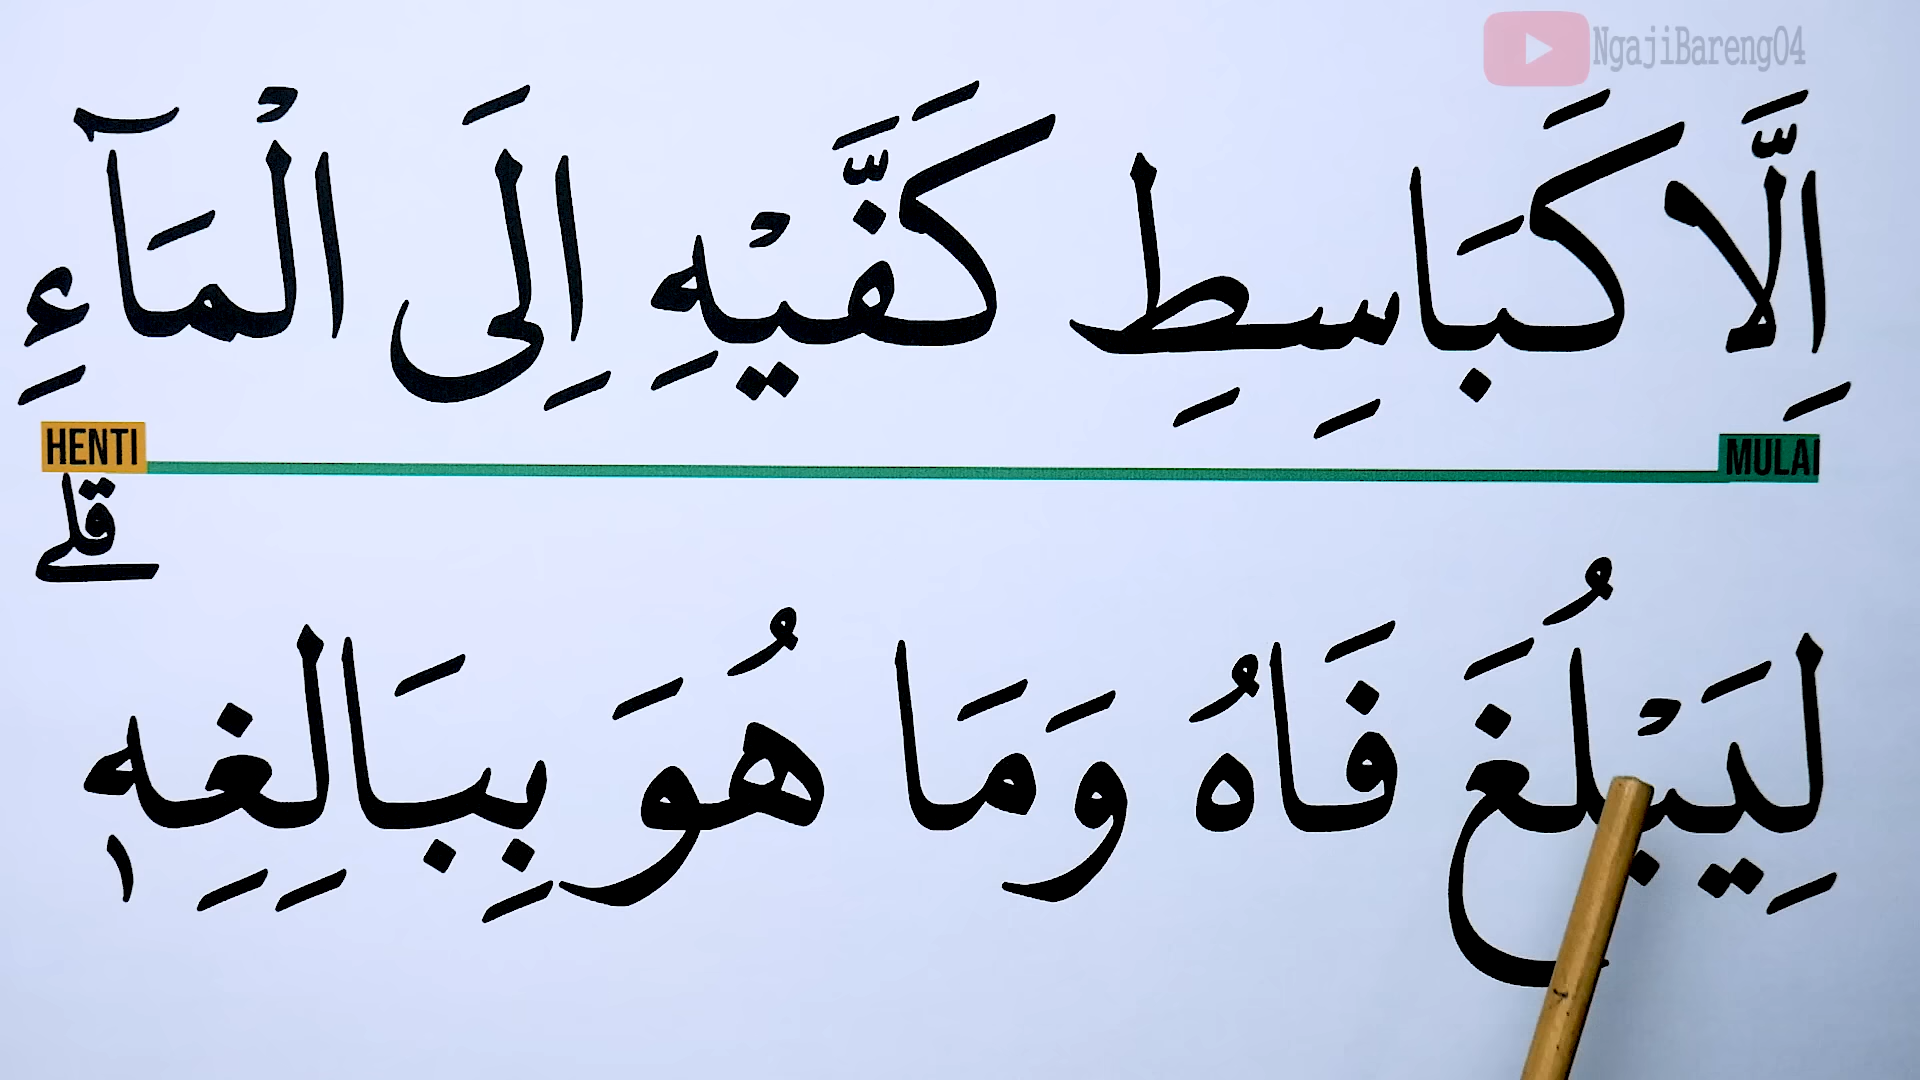 NgajiBareng04
اِلَّا كَبَاسِطِ كَفَّيْهِ اِلَى الْمَآءِ
HENTI MULAI
قلے
لِيَبْلُغَ فَاهُ وَمَا هُوَ بِبَالِغِهٖ